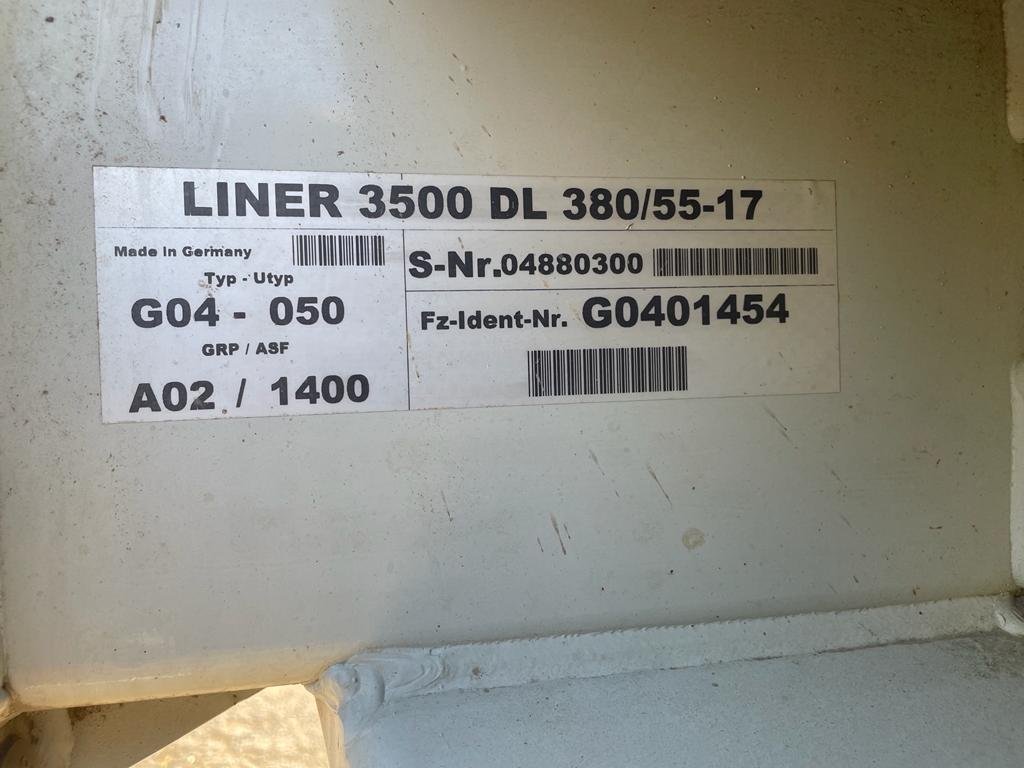 LINER 3500 DL 380/55-17
Made In Germany
Typ - Utyp
G04 - 050
GRP / ASF
A02 / 1400
S-Nr.04880300
Fz-Ident-Nr. G0401454